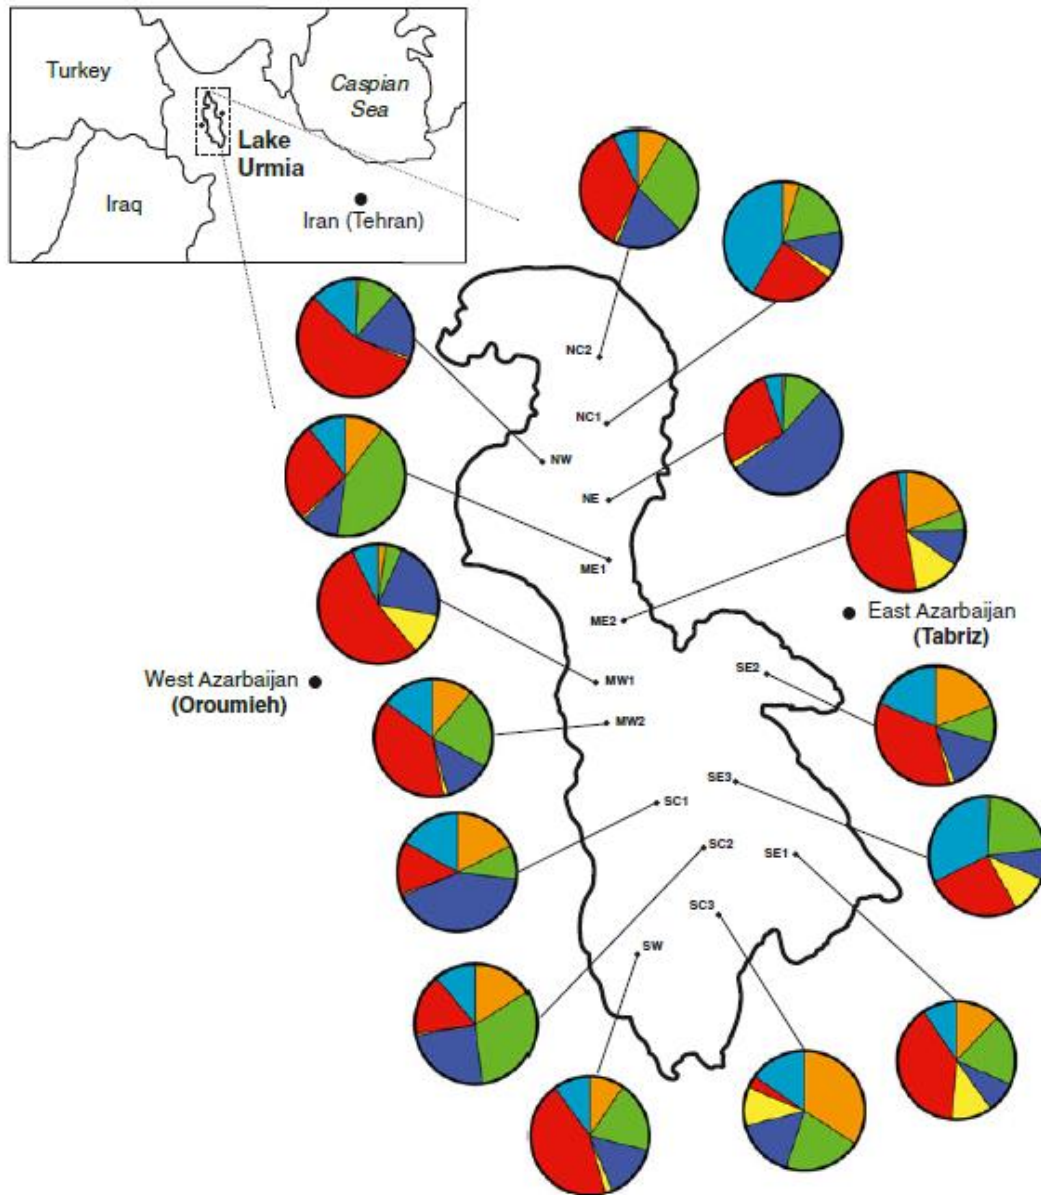 Turkey
Caspian
Sea
Lake
Urmia
Iraq
Iran (Tehran)
NC2
NC1
NW
NE
ME1
ME2
East Azarbaijan
(Tabriz)
SE2
West Azarbaijan
(Oroumieh)
MW1
MW2
SE3
SC1
SC2
SE1
SC3
SW